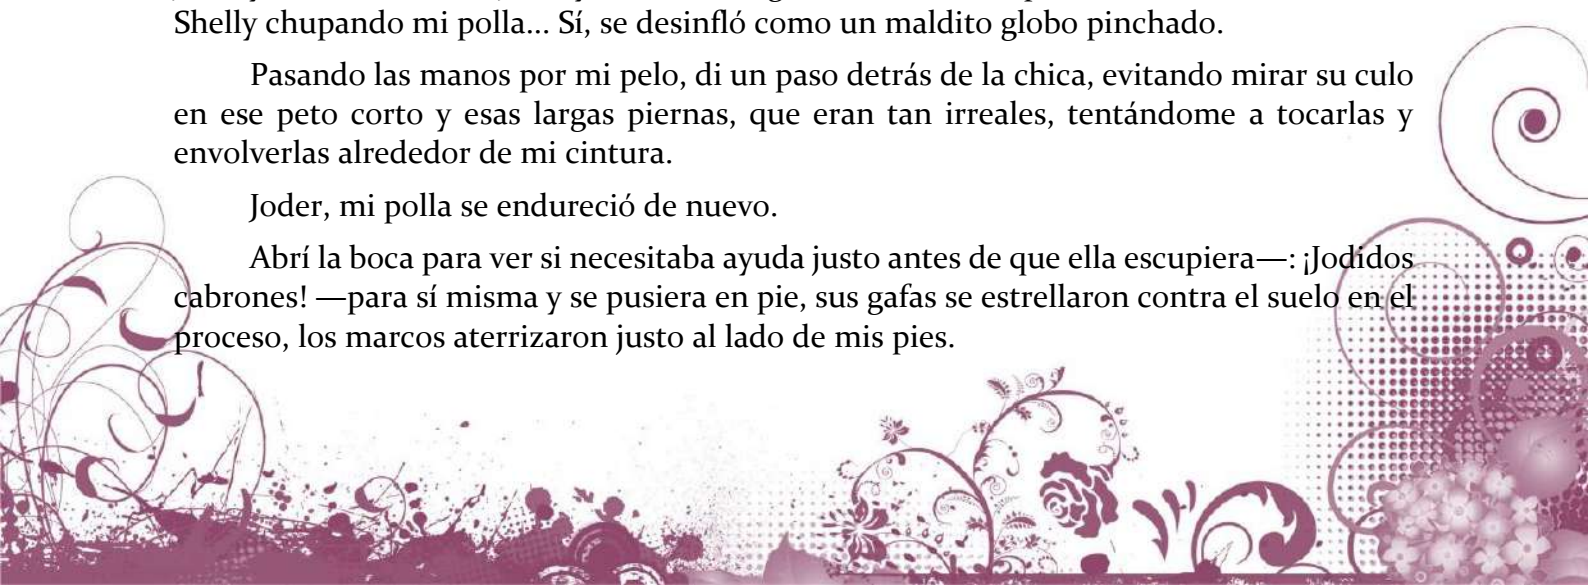 Shelly chupando mi polla... Sí, se desinfló como un maldito globo pinchado.
Pasando las manos por mi pelo, di un paso detrás de la chica, evitando mirar su culo
en ese peto corto y esas largas piernas, que eran tan irreales, tentándome a tocarlas y
envolverlas alrededor de mi cintura.
Joder, mi polla se endureció de nuevo.
Abrí la boca para ver si necesitaba ayuda justo antes de que ella escupiera—: ¡Jodidos
cabrones! —para sí misma y se pusiera en pie, sus gafas se estrellaron contra el suelo en el
proceso, los marcos aterrizaron justo al lado de mis pies.